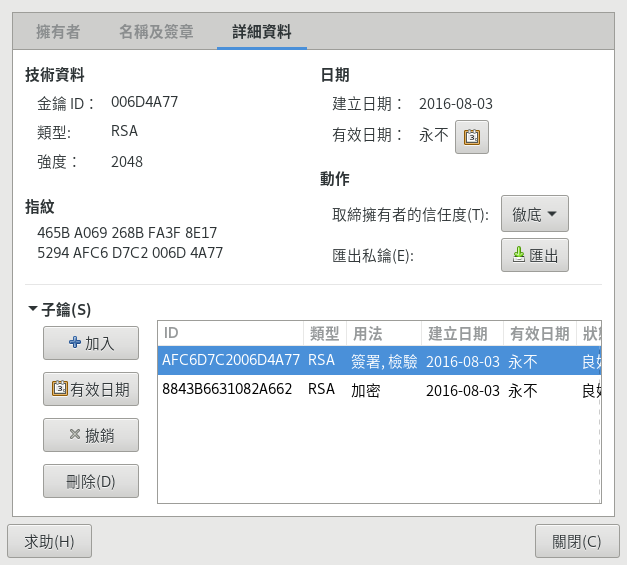 擁有者 名稱及簽章 詳細資料
技術資料
金鑰 ID： 006D4A77
類型: RSA
強度： 2048
指紋
465B A069 268B FA3F 8E17
5294 AFC6 D7C2 006D 4A77
日期
建立日期： 2016-08-03
有效日期： 永不
動作
取締擁有者的信任度(T): 徹底
匯出私鑰(E): 匯出
子鑰(S)
加入
有效日期
撤銷
刪除(D)
ID 類型 用法 建立日期 有效日期 狀
AFC6D7C2006D4A77 RSA 簽署, 檢驗 2016-08-03 永不 良
8843B6631082A662 RSA 加密 2016-08-03 永不 良
求助(H) 關閉(C)